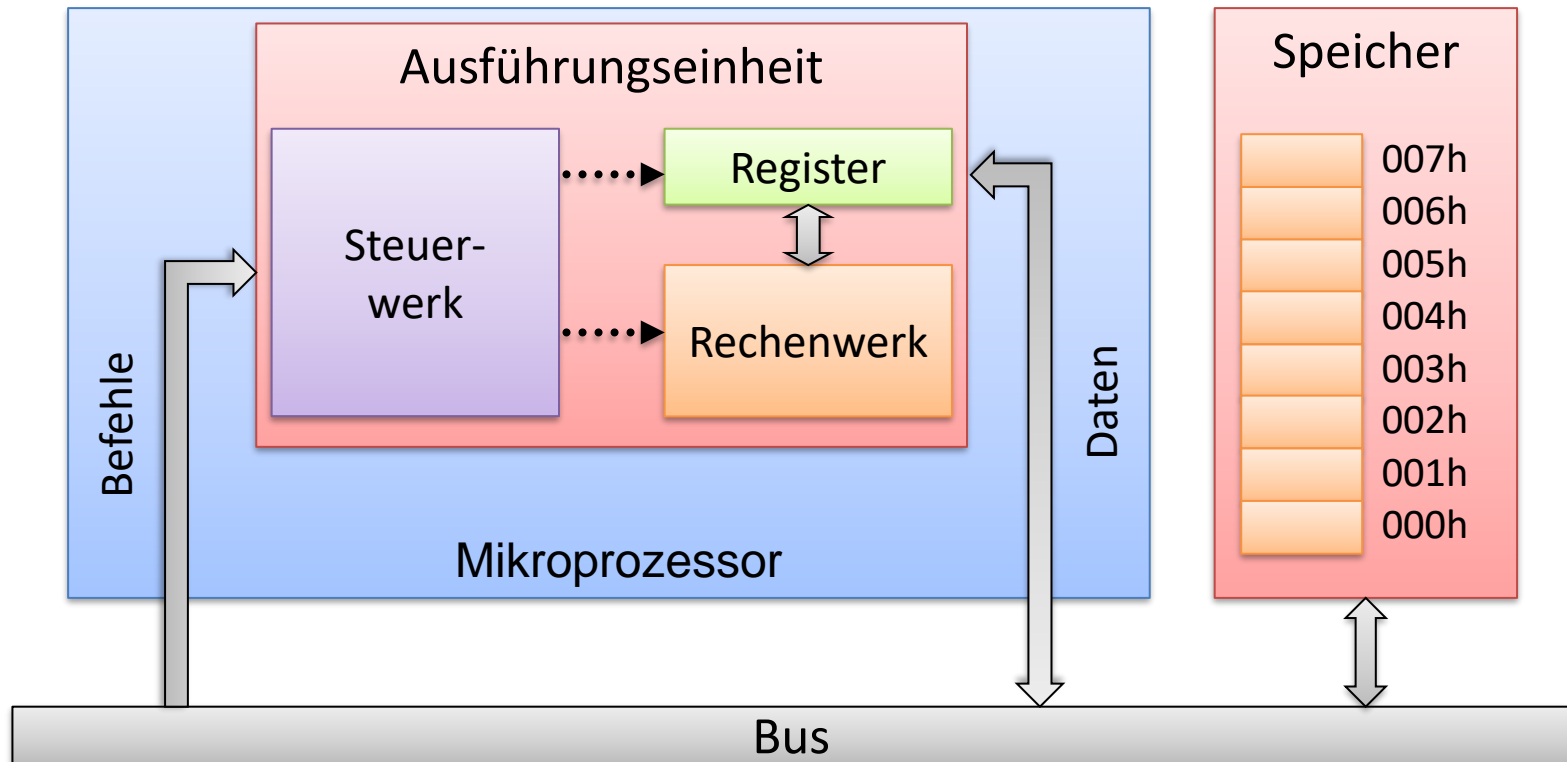 Ausführungseinheit
Steuer-
werk
Register
Rechenwerk
Befehle
Daten
Mikroprozessor
Speicher
007h
006h
005h
004h
003h
002h
001h
000h
Bus